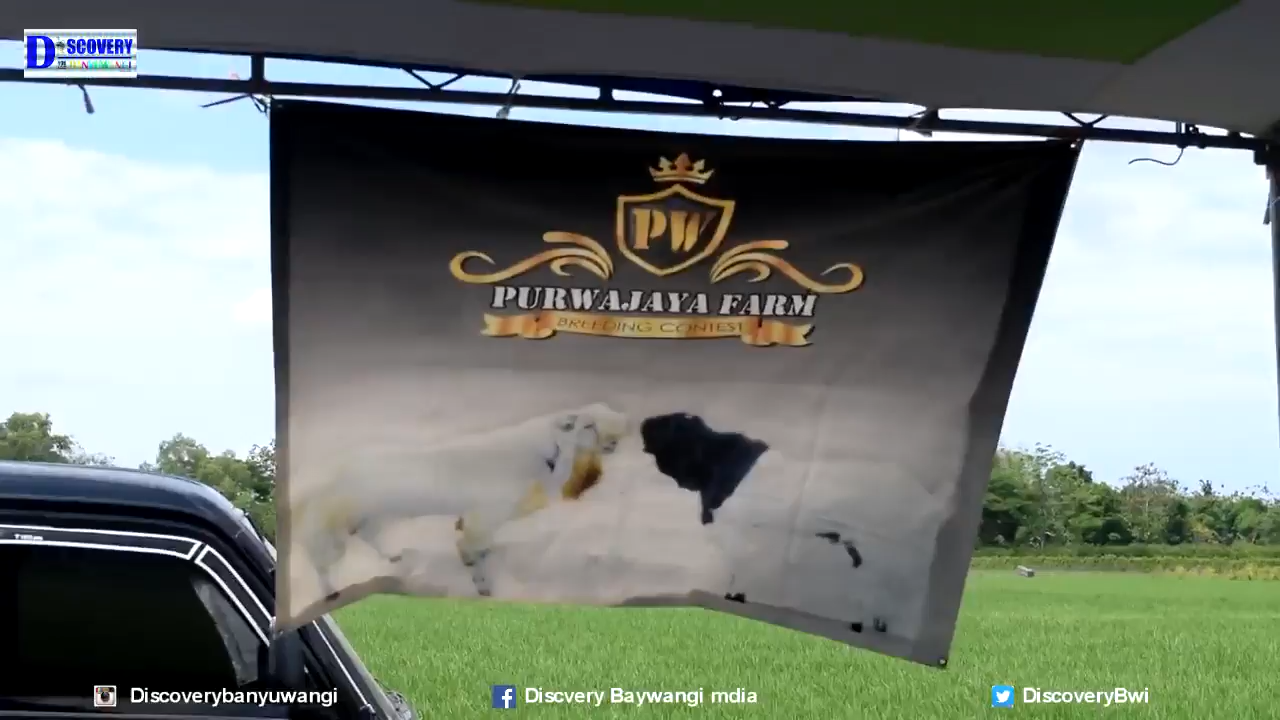 DiSCOVERY
PW
PURWAJAYA FARM
BREEDING CONTEST
Discoverybanyuwangi
Discvery Baywangi mdia
DiscoveryBwi